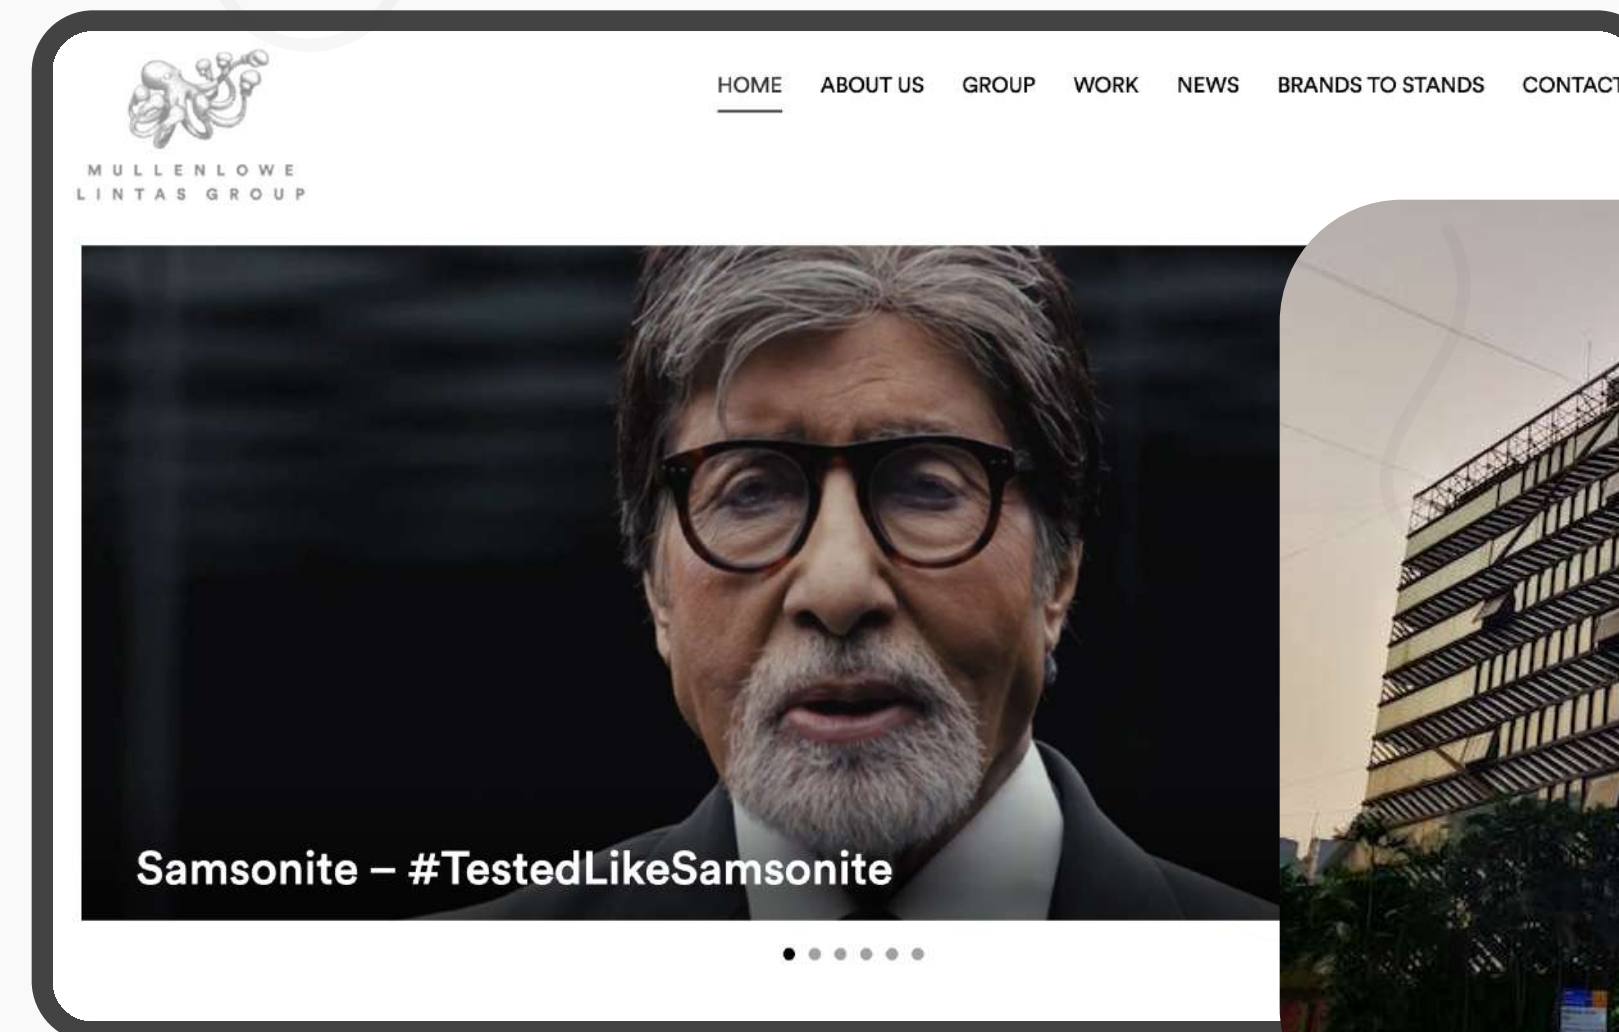 MULLENLOWE
LINTAS GROUP
HOME ABOUT US GROUP WORK NEWS BRANDS TO STANDS CONTACT
Samsonite – #TestedLikeSamsonite